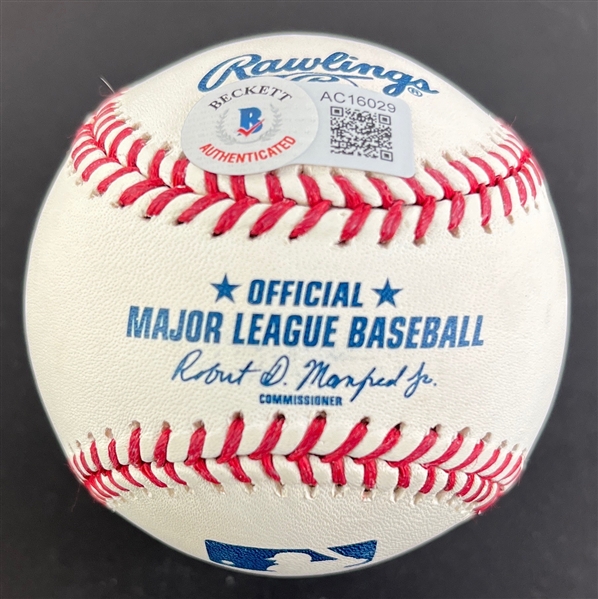 Rawlings®
BECKETT
B
AUTHENTICATED
AC16029
★ OFFICIAL ★
MAJOR LEAGUE BASEBALL
Robert D. Manfred Jr.
COMMISSIONER